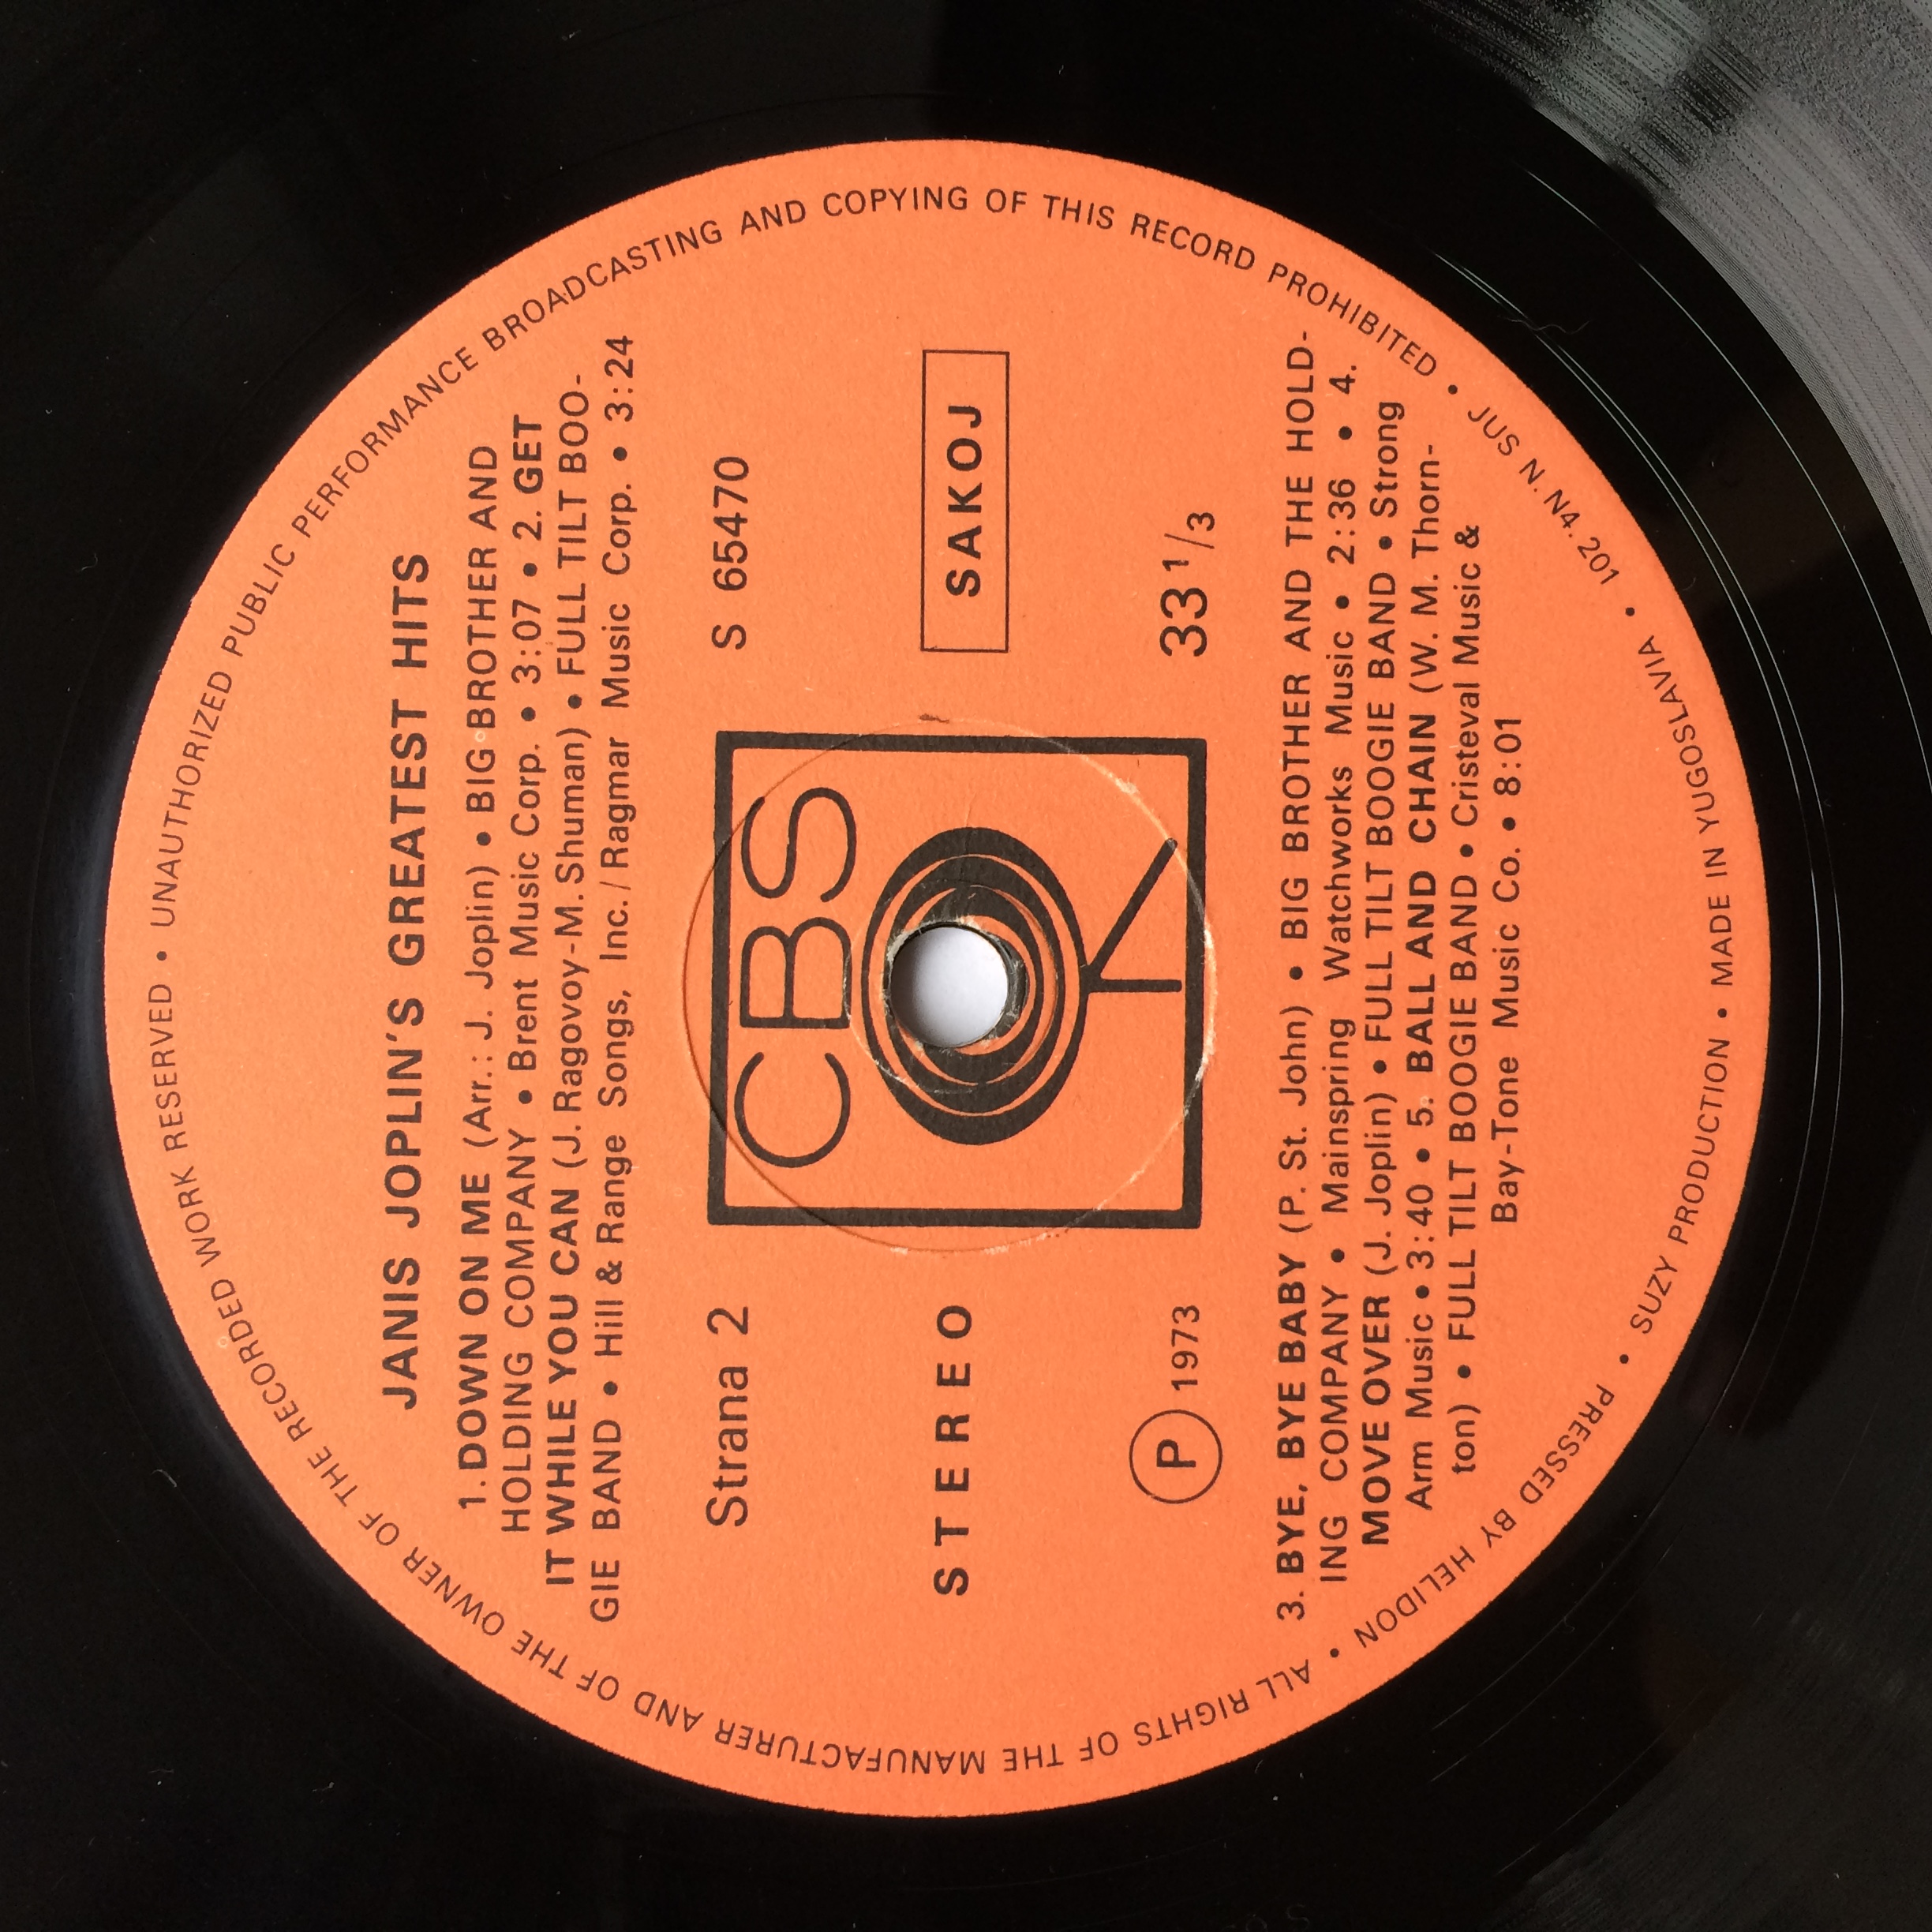 JANIS JOPLIN'S GREATEST HITS
1. DOWN ON ME (Arr.: J. Joplin) • BIG BROTHER AND
HOLDING COMPANY • Brent Music Corp. • 3:07 • 2. GET
IT WHILE YOU CAN (J. Ragovoy-M. Shuman) • FULL TILT BOO-
GIE BAND • Hill & Range Songs, Inc. / Ragmar Music Corp. • 3:24
Strana 2
CBS
S 65470
STEREO
SAKOJ
℗ 1973
33 1/3
3. BYE, BYE BABY (P. St. John) • BIG BROTHER AND THE HOLD-
ING COMPANY • Mainspring Watchworks Music • 2:36 • 4.
MOVE OVER (J. Joplin) • FULL TILT BOOGIE BAND • Strong
Arm Music • 3:40 • 5. BALL AND CHAIN (W. M. Thorn-
ton) • FULL TILT BOOGIE BAND • Cristeval Music &
Bay-Tone Music Co. • 8:01
• ALL RIGHTS OF THE MANUFACTURER AND OF THE OWNER OF THE RECORDED WORK RESERVED • UNAUTHORIZED PUBLIC PERFORMANCE BROADCASTING AND COPYING OF THIS RECORD PROHIBITED • JUS N. N4. 201 • MADE IN YUGOSLAVIA • SUZY PRODUCTION • PRESSED BY HELIDON